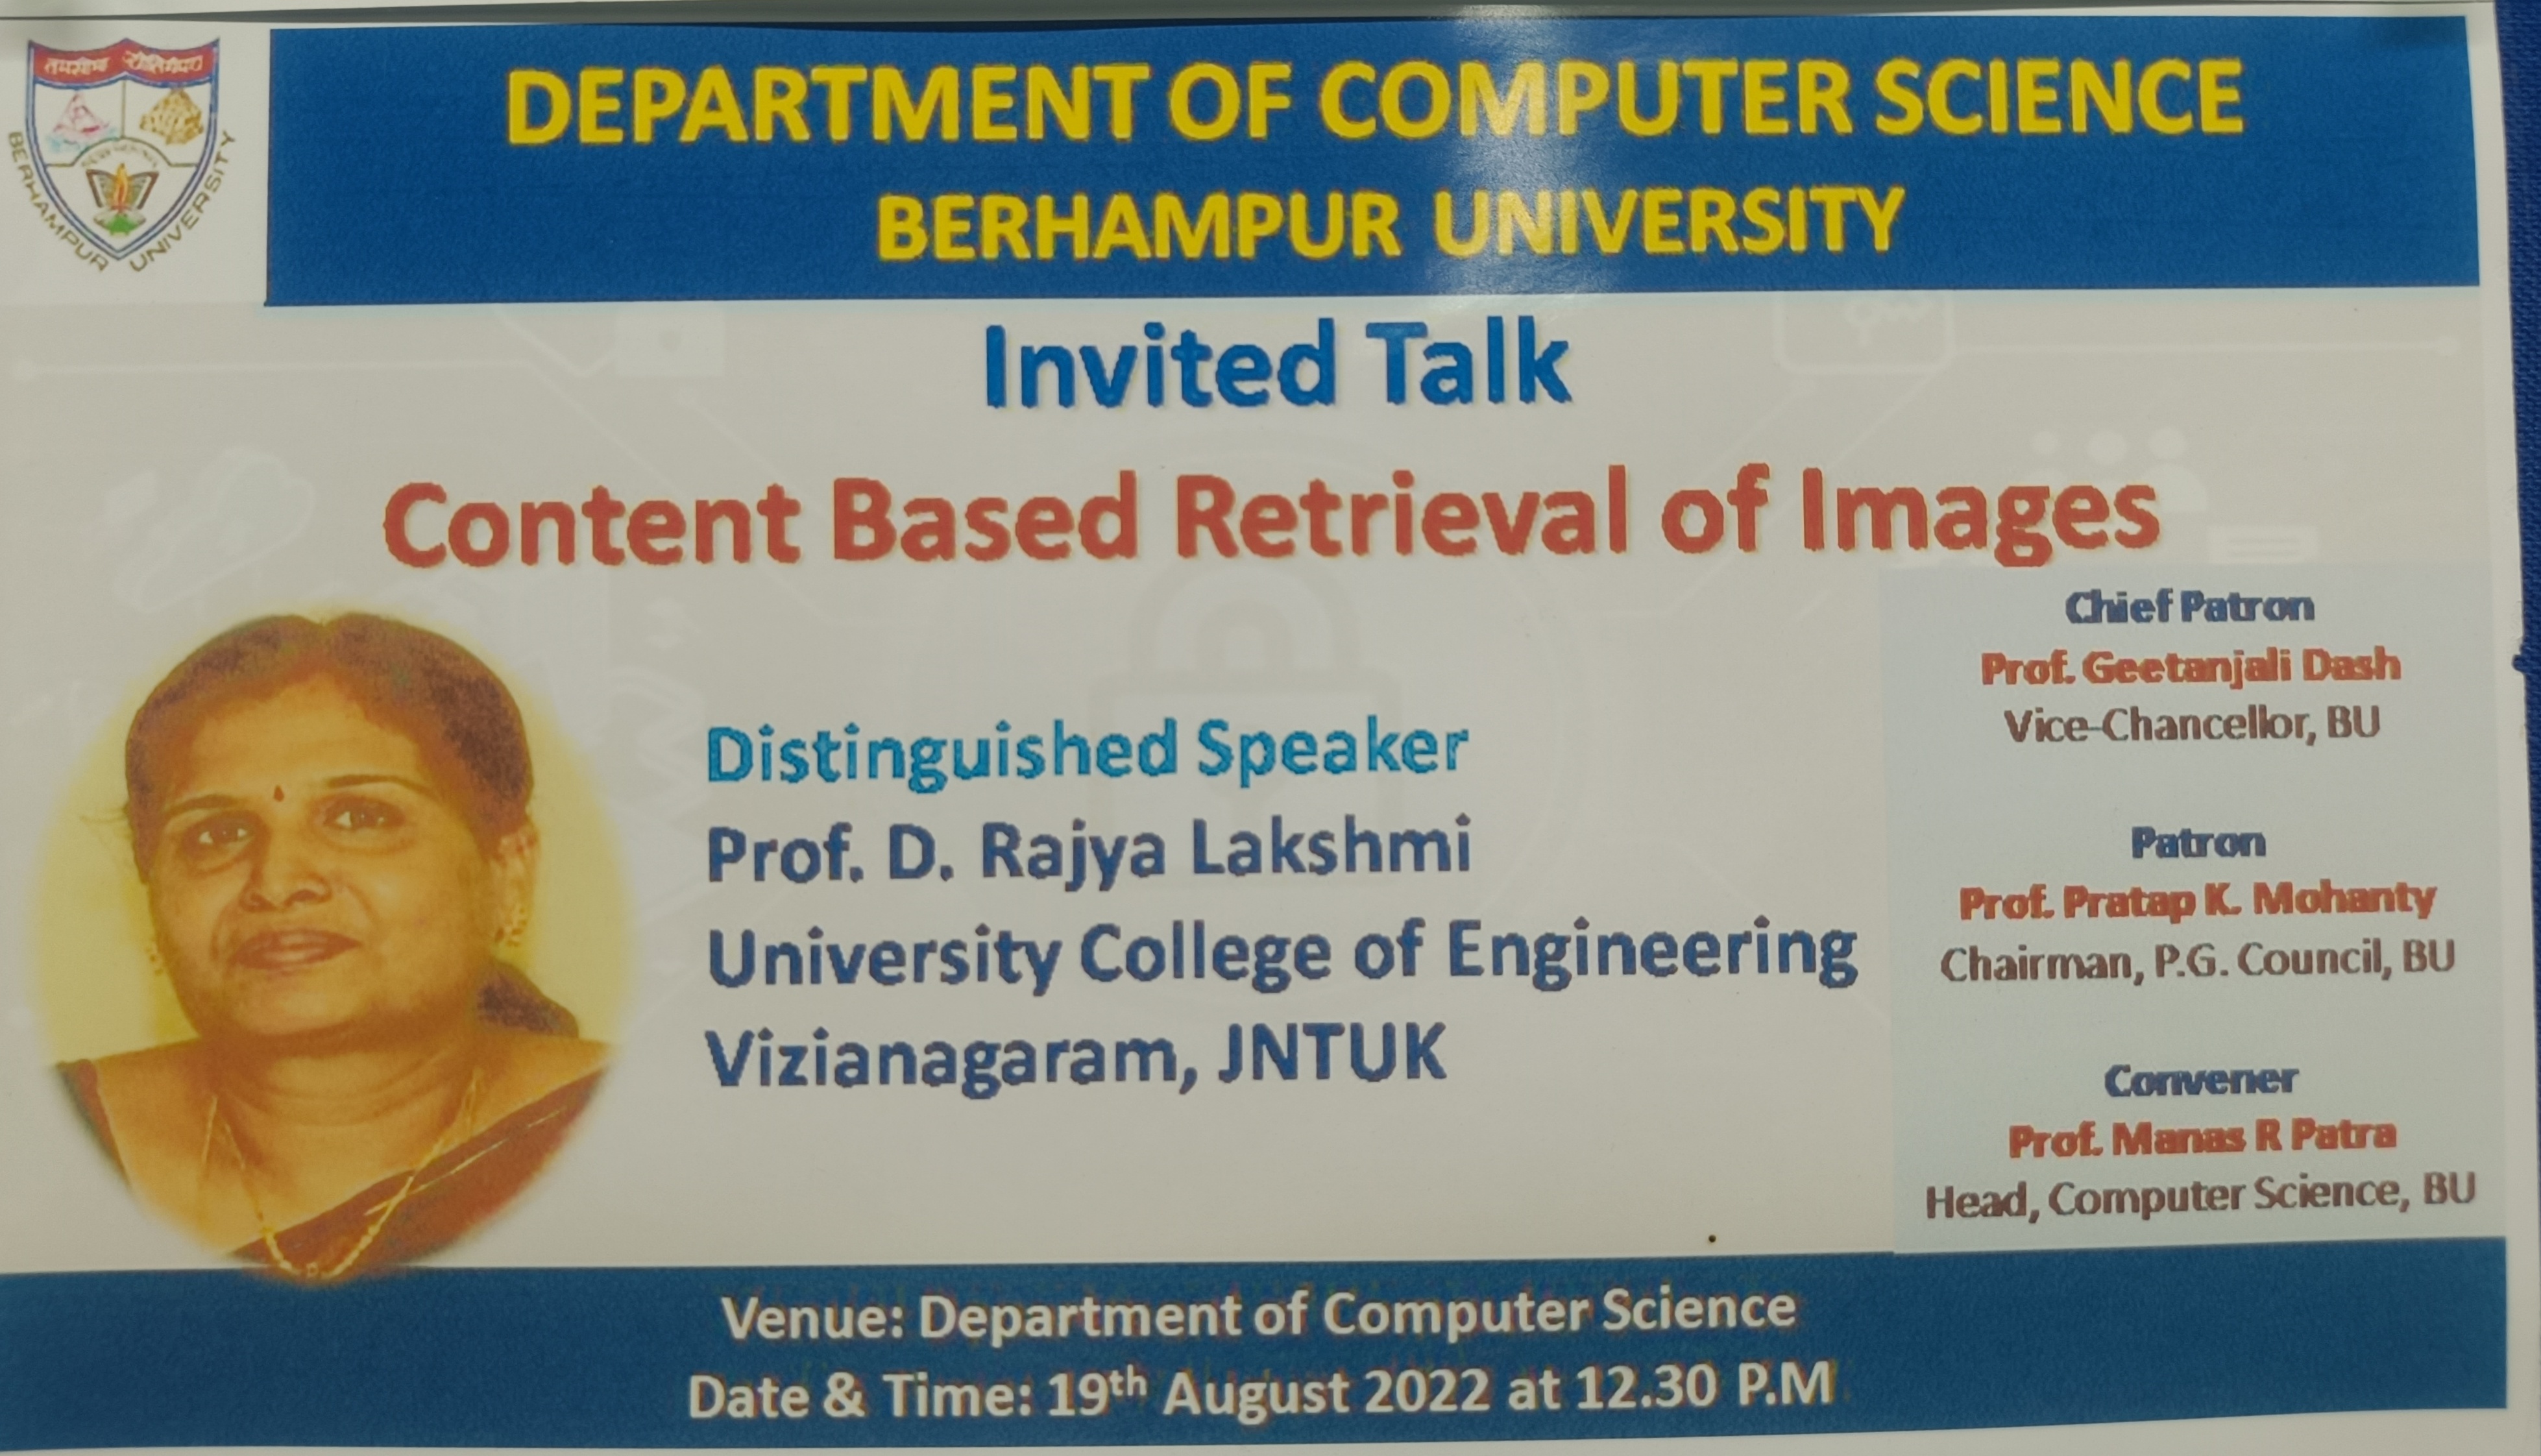 BERHAMPUR UNIVERSITY
DEPARTMENT OF COMPUTER SCIENCE
BERHAMPUR UNIVERSITY
Invited Talk
Content Based Retrieval of Images
Distinguished Speaker
Prof. D. Rajya Lakshmi
University College of Engineering
Vizianagaram, JNTUK
Chief Patron
Prof. Geetanjali Dash
Vice-Chancellor, BU
Patron
Prof. Pratap K. Mohanty
Chairman, P.G. Council, BU
Convener
Prof. Manas R Patra
Head, Computer Science, BU
Venue: Department of Computer Science
Date & Time: 19th August 2022 at 12.30 P.M